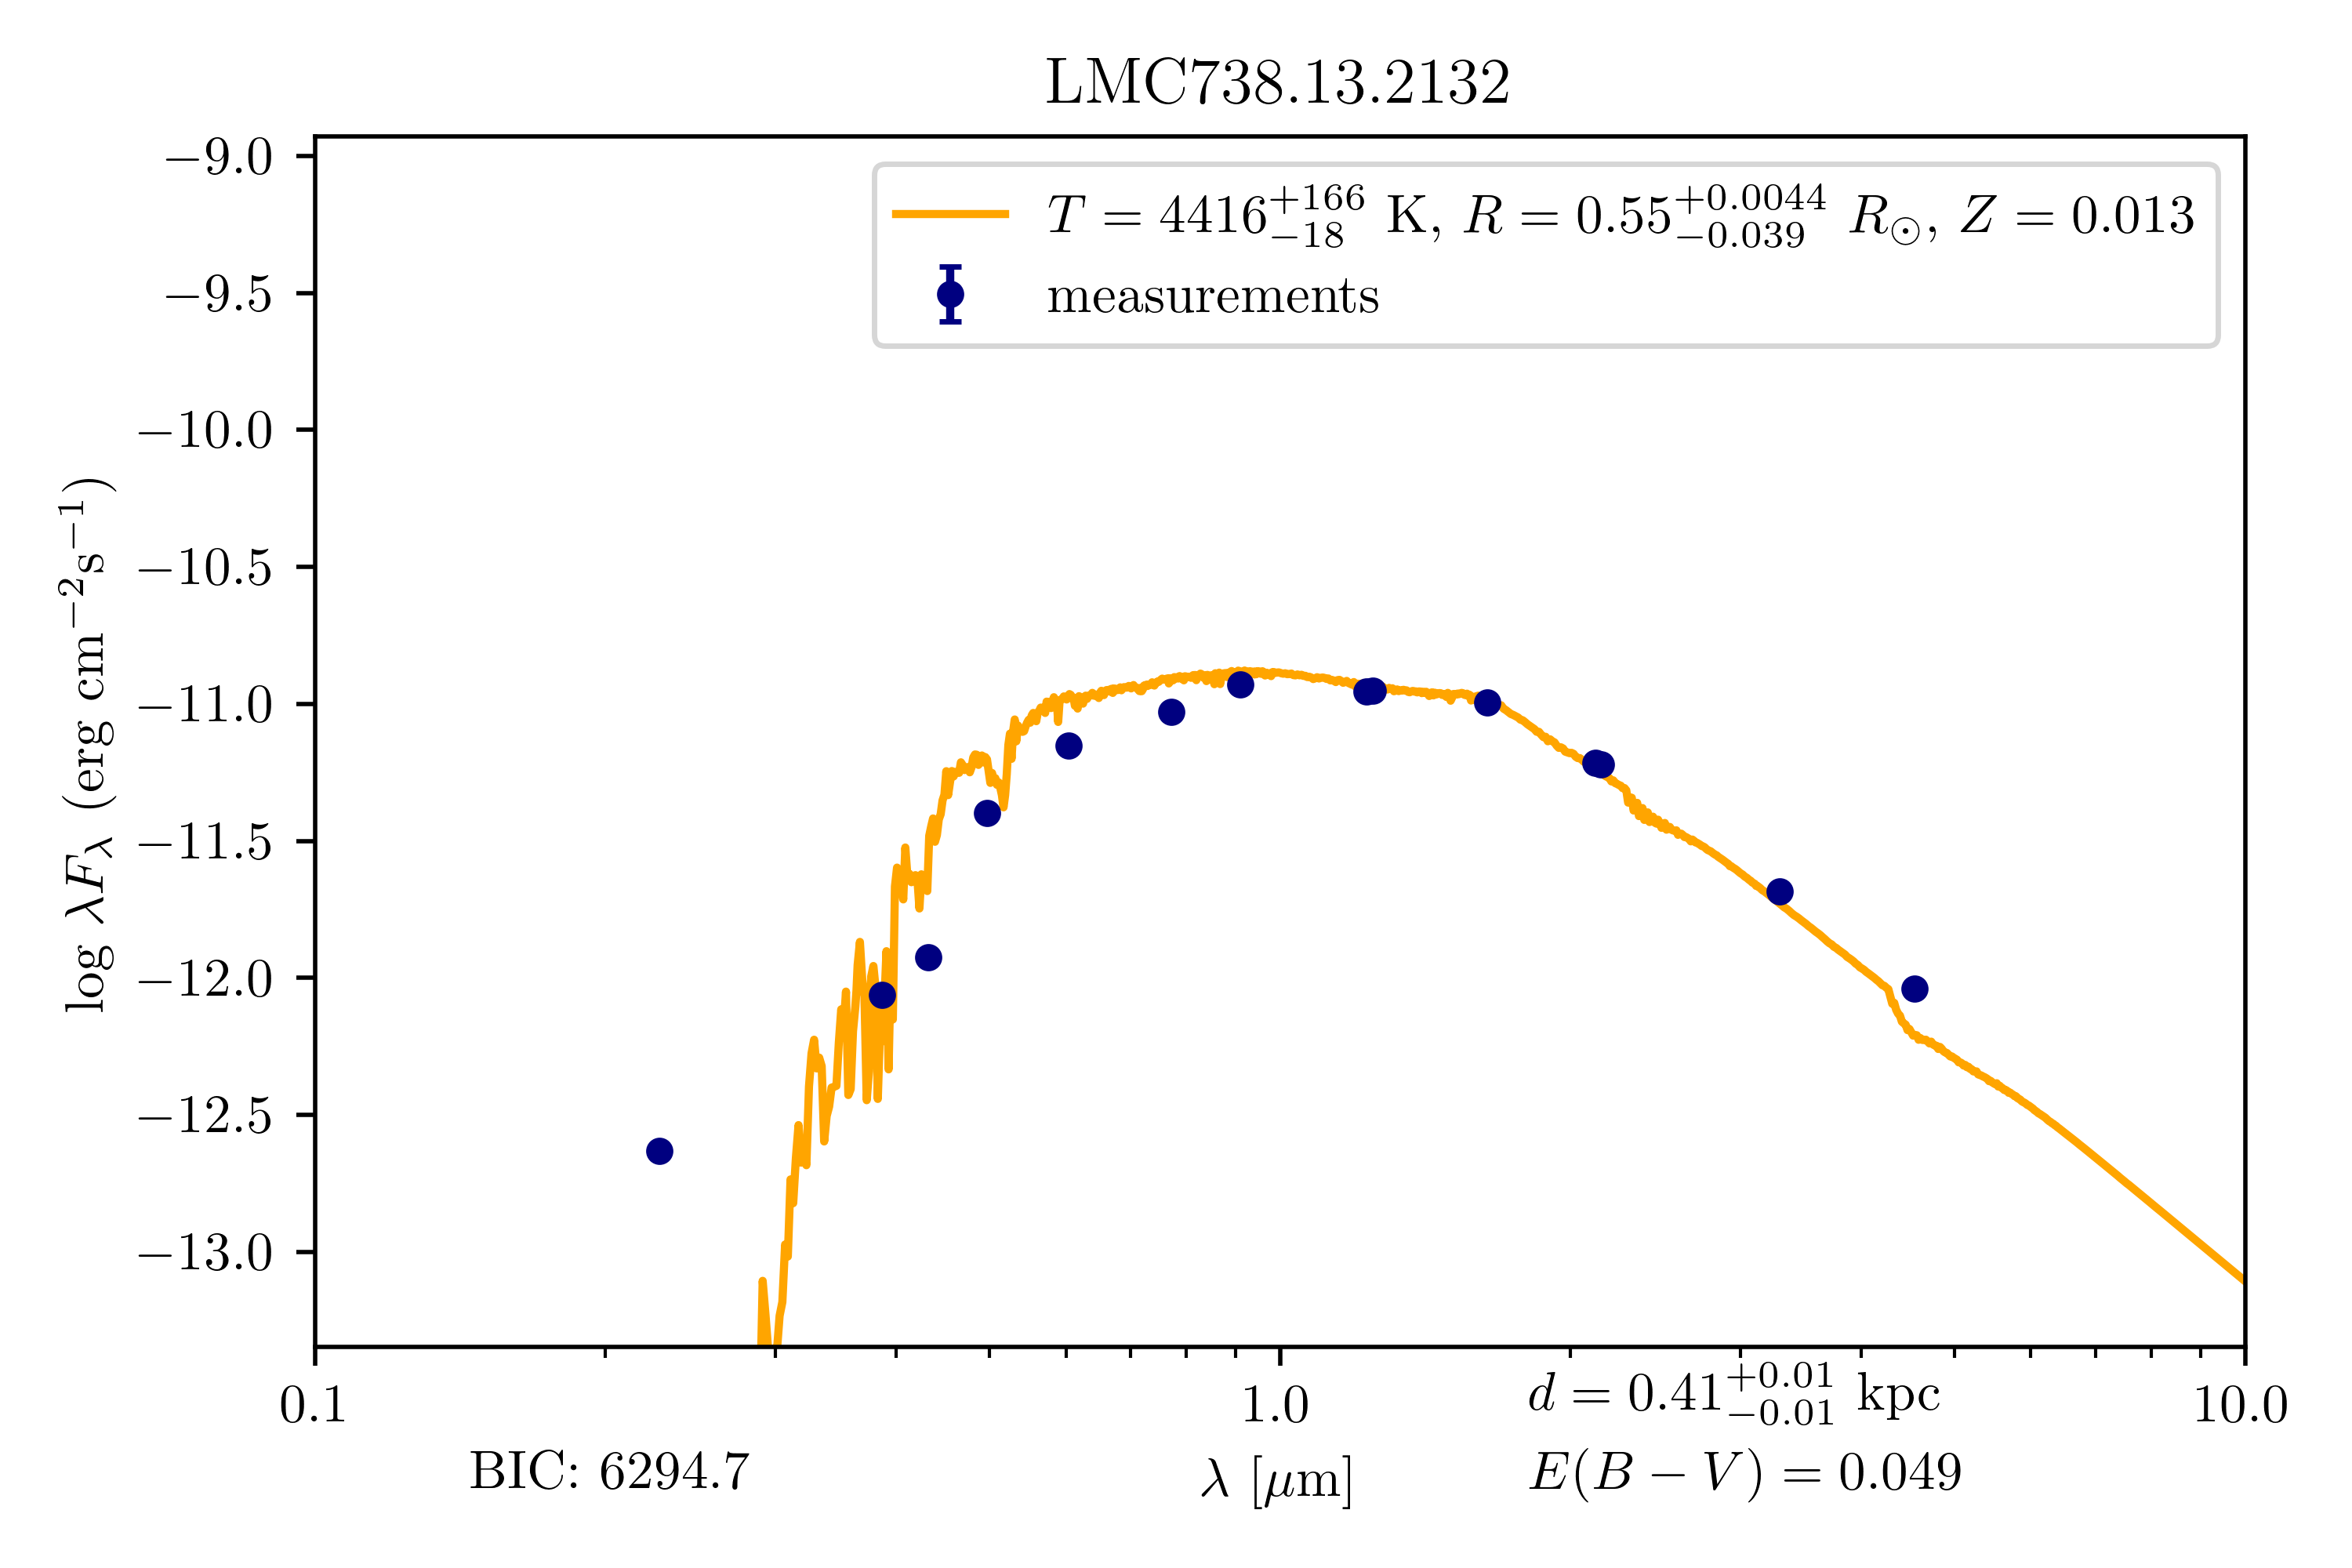 LMC738.13.2132
T = 4416^{+166}_{-18} K, R = 0.55^{+0.0044}_{-0.039} R_⊙, Z = 0.013
measurements
log λF_λ (erg cm^{−2}s^{−1})
−9.0
−9.5
−10.0
−10.5
−11.0
−11.5
−12.0
−12.5
−13.0
0.1
1.0
10.0
d = 0.41^{+0.01}_{-0.01} kpc
BIC: 6294.7
λ [μm]
E(B − V) = 0.049